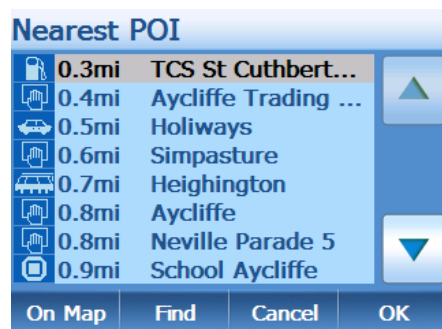 Nearest POI
0.3mi TCS St Cuthbert...
0.4mi Aycliffe Trading ...
0.5mi Holiways
0.6mi Simpasture
0.7mi Heighington
0.8mi Aycliffe
0.8mi Neville Parade 5
0.9mi School Aycliffe
On Map Find Cancel OK